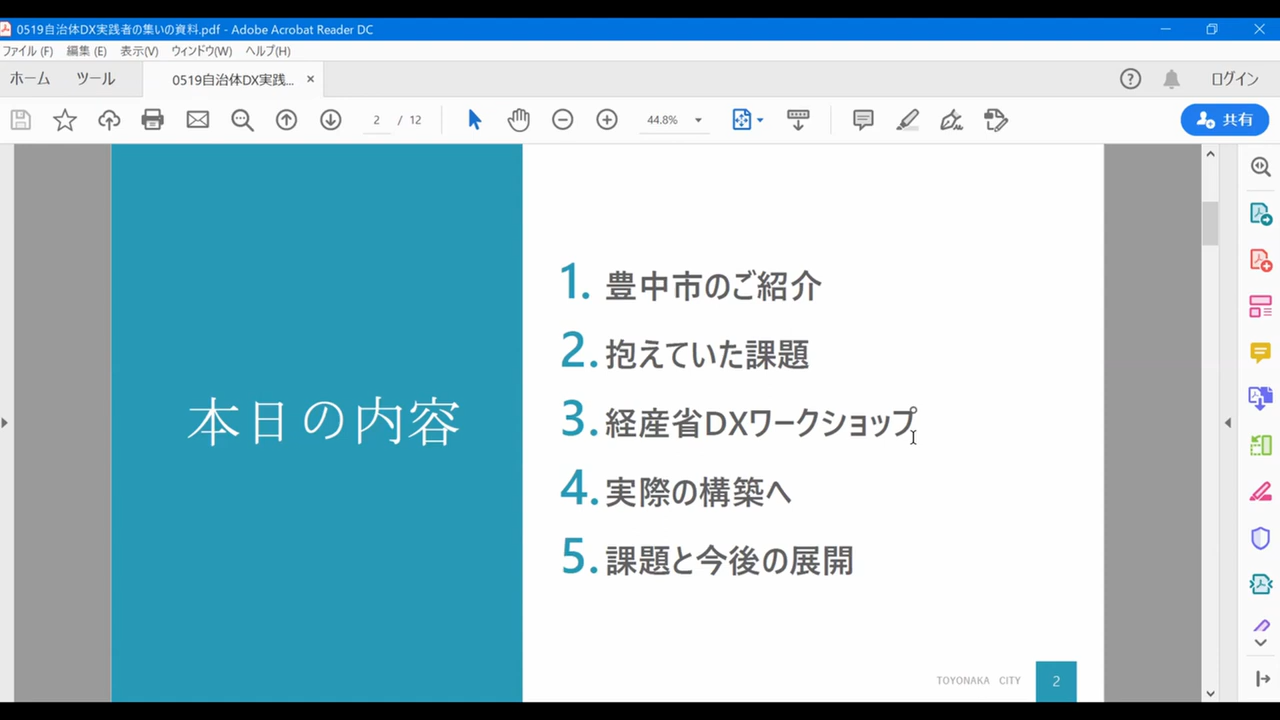 0519自治体DX実践者の集いの資料.pdf - Adobe Acrobat Reader DC
ファイル(F) 編集(E) 表示(V) ウィンドウ(W) ヘルプ(H)
ホーム ツール 0519自治体DX実践... × ログイン
2 / 12 44.8% 共有
本日の内容
1. 豊中市のご紹介
2. 抱えていた課題
3. 経産省DXワークショップ
4. 実際の構築へ
5. 課題と今後の展開
TOYONAKA CITY 2